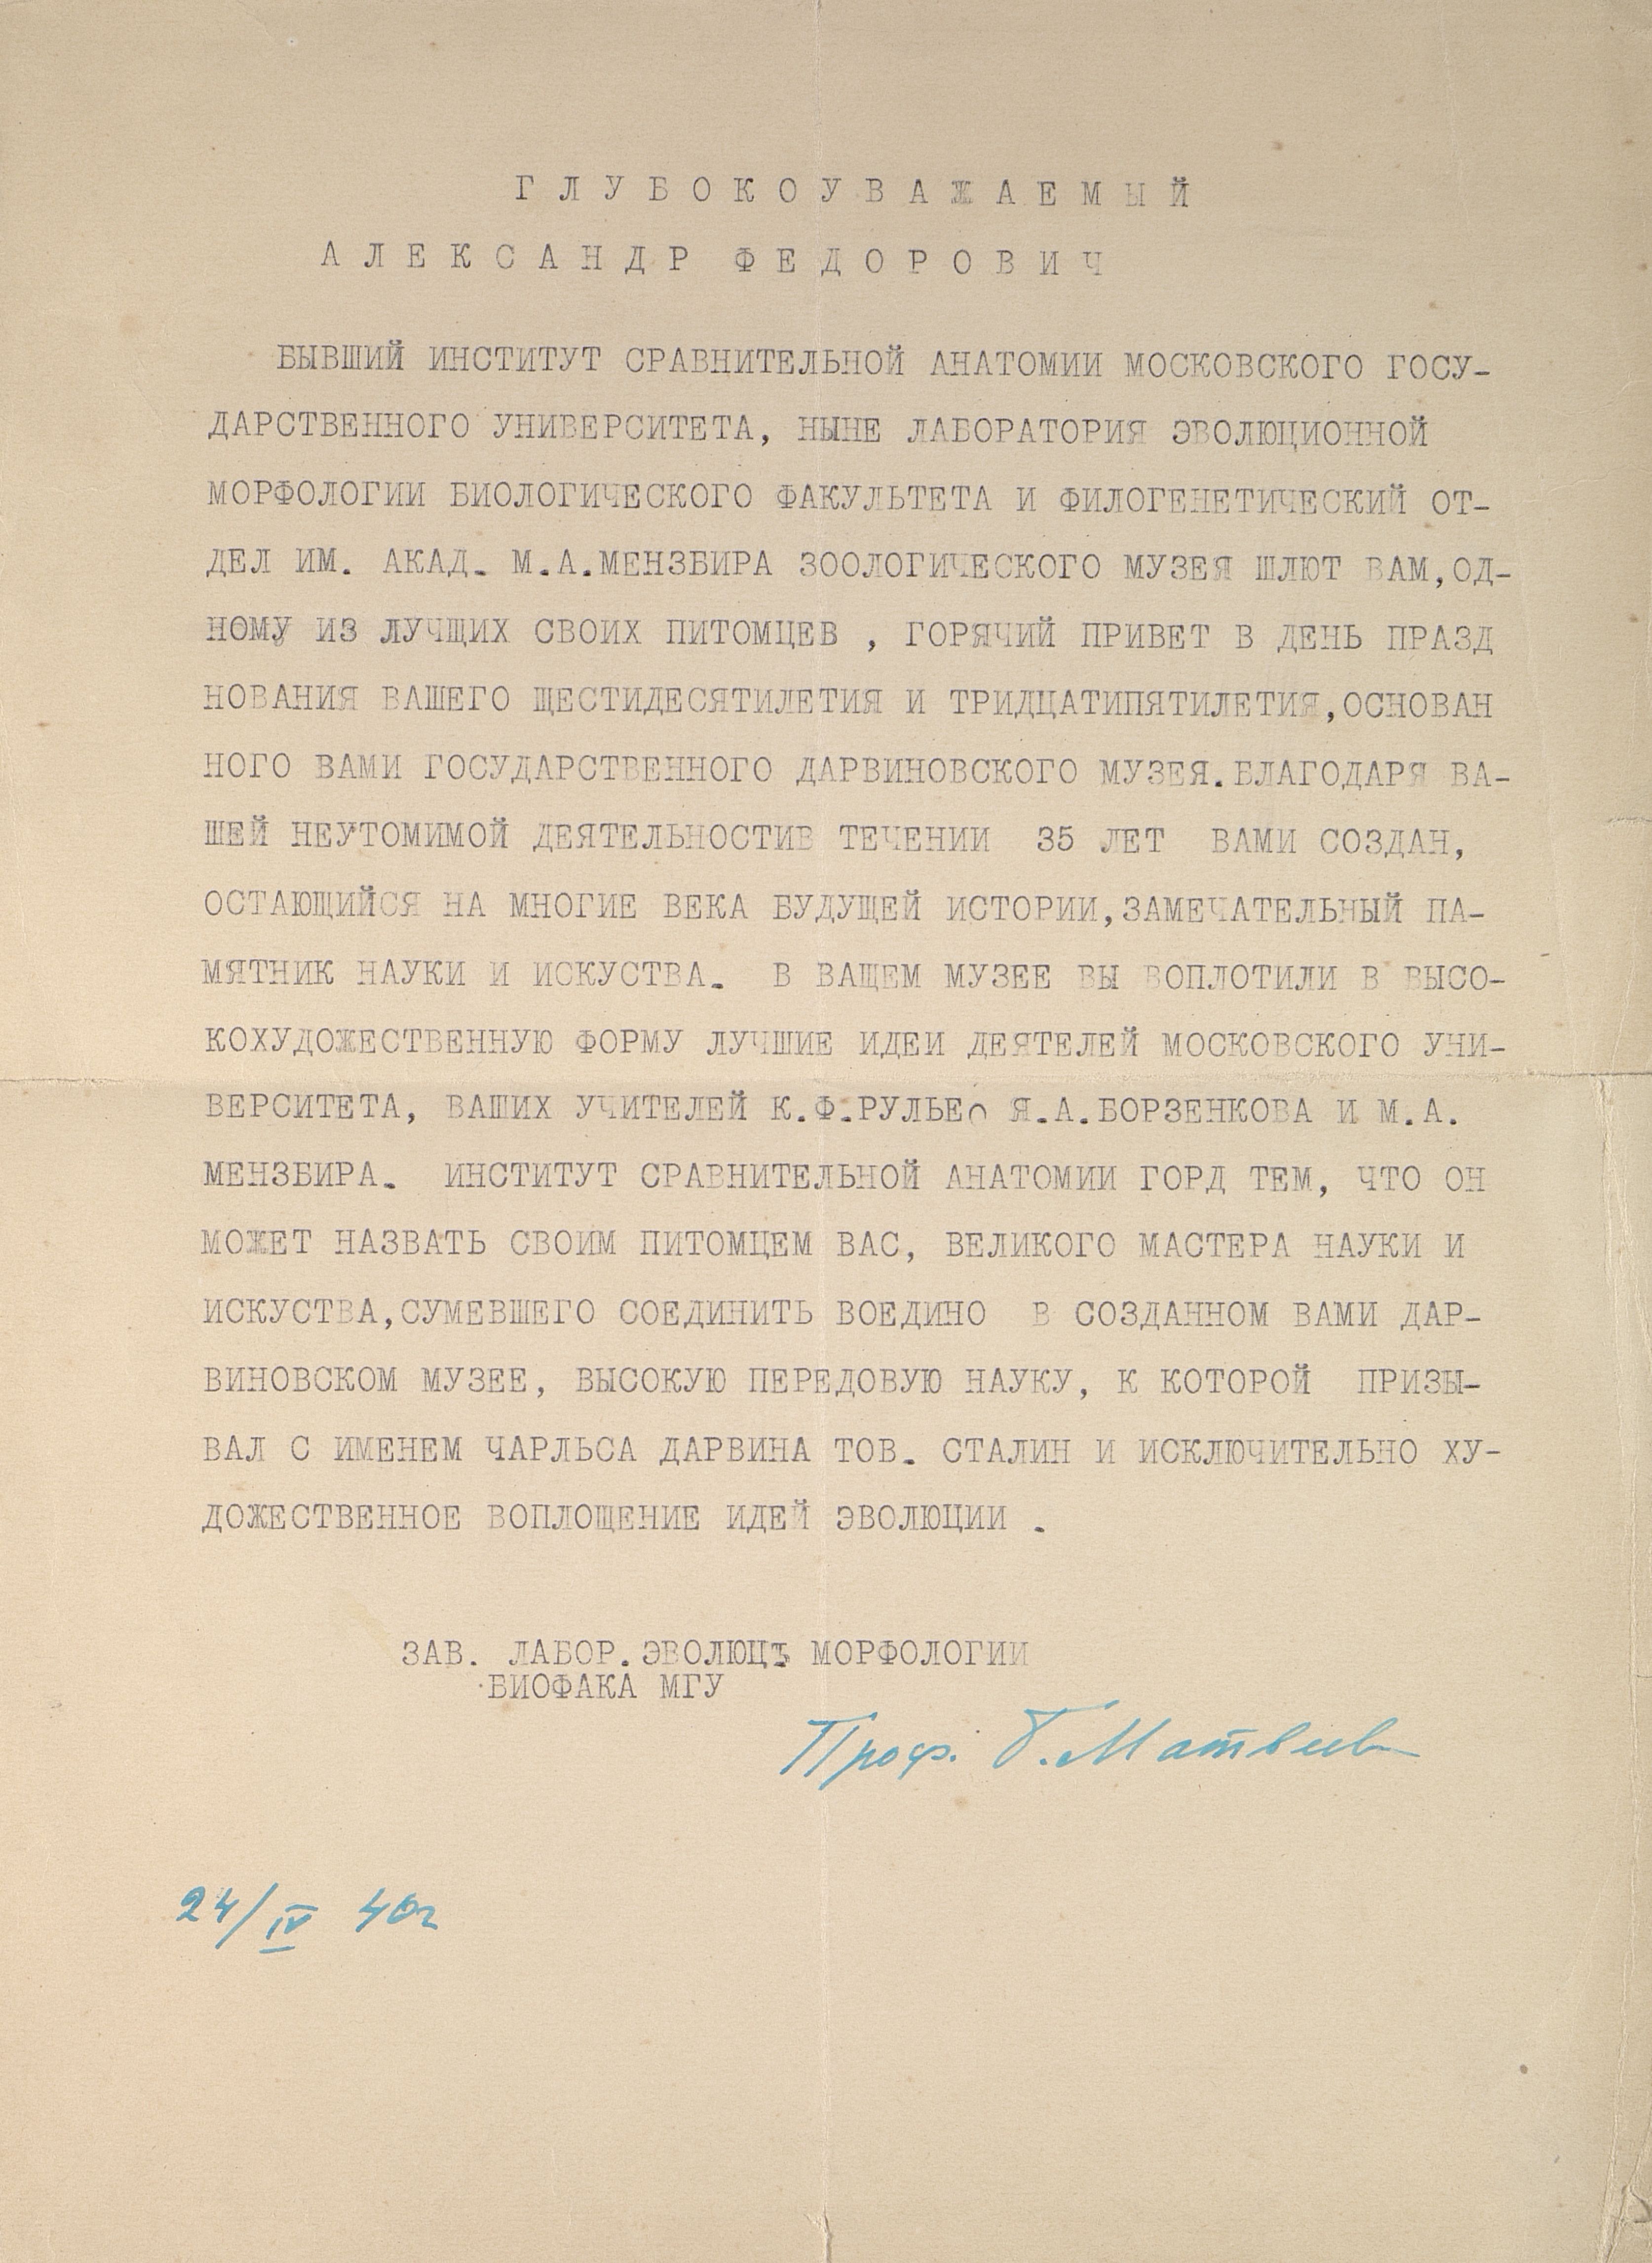 ГЛУБОКОУВАЖАЕМЫЙ
АЛЕКСАНДР ФЕДОРОВИЧ
БЫВШИЙ ИНСТИТУТ СРАВНИТЕЛЬНОЙ АНАТОМИИ МОСКОВСКОГО ГОСУ-
ДАРСТВЕННОГО УНИВЕРСИТЕТА, НЫНЕ ЛАБОРАТОРИЯ ЭВОЛЮЦИОННОЙ
МОРФОЛОГИИ БИОЛОГИЧЕСКОГО ФАКУЛЬТЕТА И ФИЛОГЕНЕТИЧЕСКИЙ ОТ-
ДЕЛ ИМ. АКАД. М.А.МЕНЗБИРА ЗООЛОГИЧЕСКОГО МУЗЕЯ ШЛЮТ ВАМ,ОД-
НОМУ ИЗ ЛУЧЩИХ СВОИХ ПИТОМЦЕВ , ГОРЯЧИЙ ПРИВЕТ В ДЕНЬ ПРАЗД
НОВАНИЯ ВАШЕГО ЩЕСТИДЕСЯТИЛЕТИЯ И ТРИДЦАТИПЯТИЛЕТИЯ,ОСНОВАН
НОГО ВАМИ ГОСУДАРСТВЕННОГО ДАРВИНОВСКОГО МУЗЕЯ.БЛАГОДАРЯ ВА-
ШЕЙ НЕУТОМИМОЙ ДЕЯТЕЛЬНОСТИВ ТЕЧЕНИИ 35 ЛЕТ ВАМИ СОЗДАН,
ОСТАЮЩИЙСЯ НА МНОГИЕ ВЕКА БУДУЩЕЙ ИСТОРИИ,ЗАМЕЧАТЕЛЬНЫЙ ПА-
МЯТНИК НАУКИ И ИСКУСТВА. В ВАЩЕМ МУЗЕЕ ВЫ ВОПЛОТИЛИ В ВЫСО-
КОХУДОЖЕСТВЕННУЮ ФОРМУ ЛУЧШИЕ ИДЕИ ДЕЯТЕЛЕЙ МОСКОВСКОГО УНИ-
ВЕРСИТЕТА, ВАШИХ УЧИТЕЛЕЙ К.Ф.РУЛЬЕ Я.А.БОРЗЕНКОВА И М.А.
МЕНЗБИРА. ИНСТИТУТ СРАВНИТЕЛЬНОЙ АНАТОМИИ ГОРД ТЕМ, ЧТО ОН
МОЖЕТ НАЗВАТЬ СВОИМ ПИТОМЦЕМ ВАС, ВЕЛИКОГО МАСТЕРА НАУКИ И
ИСКУСТВА,СУМЕВШЕГО СОЕДИНИТЬ ВОЕДИНО В СОЗДАННОМ ВАМИ ДАР-
ВИНОВСКОМ МУЗЕЕ, ВЫСОКУЮ ПЕРЕДОВУЮ НАУКУ, К КОТОРОЙ ПРИЗЫ-
ВАЛ С ИМЕНЕМ ЧАРЛЬСА ДАРВИНА ТОВ. СТАЛИН И ИСКЛЮЧИТЕЛЬНО ХУ-
ДОЖЕСТВЕННОЕ ВОПЛОЩЕНИЕ ИДЕЙ ЭВОЛЮЦИИ .
ЗАВ. ЛАБОР.ЭВОЛЮЦ. МОРФОЛОГИИ
БИОФАКА МГУ
Проф. Б.Матвеев
24/IV 40г